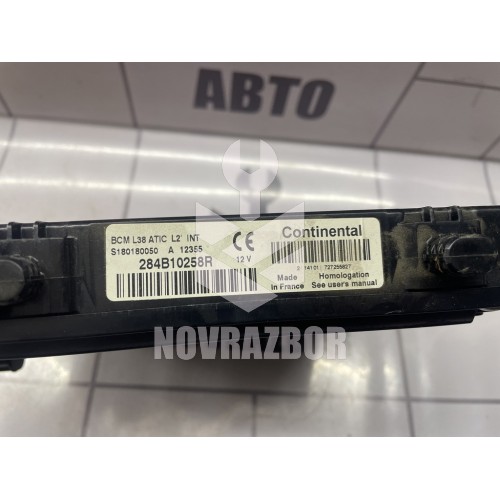 АВТО
BCM L38 ATIC L2 INT
S180180050 A 12355
284B10258R
CE
12 V
Continental
Made
in France
Homologation
See user's manual
NOVRAZBOR